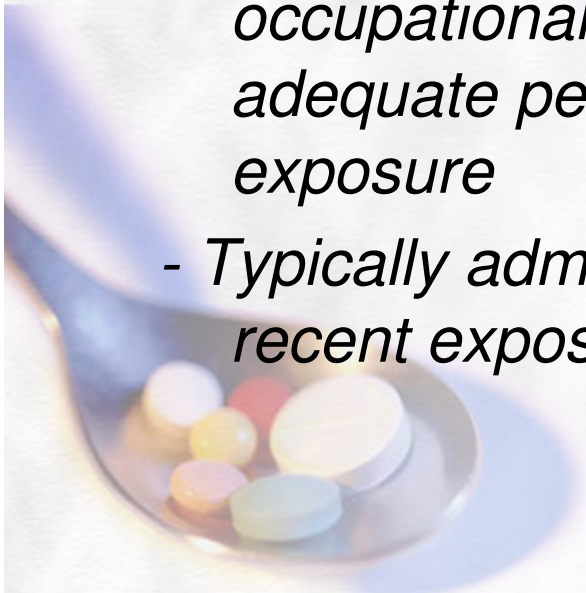 occupational
adequate pe
exposure
- Typically adm
recent expos